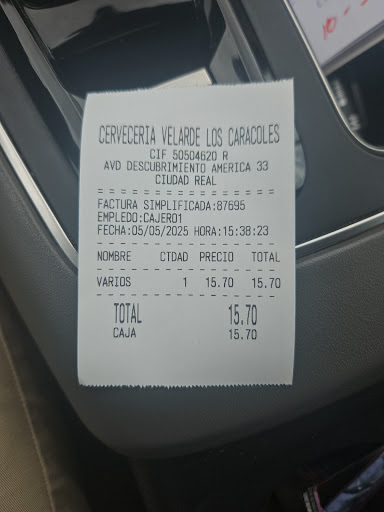 CERVECERIA VELARDE LOS CARACOLES
CIF 50504620 R
AVD DESCUBRIMIENTO AMERICA 33
CIUDAD REAL
FACTURA SIMPLIFICADA:87695
EMPLEDO:CAJERO1
FECHA:05/05/2025 HORA:15:38:23
NOMBRE CTDAD PRECIO TOTAL
VARIOS 1 15.70 15.70
TOTAL 15.70
CAJA 15.70